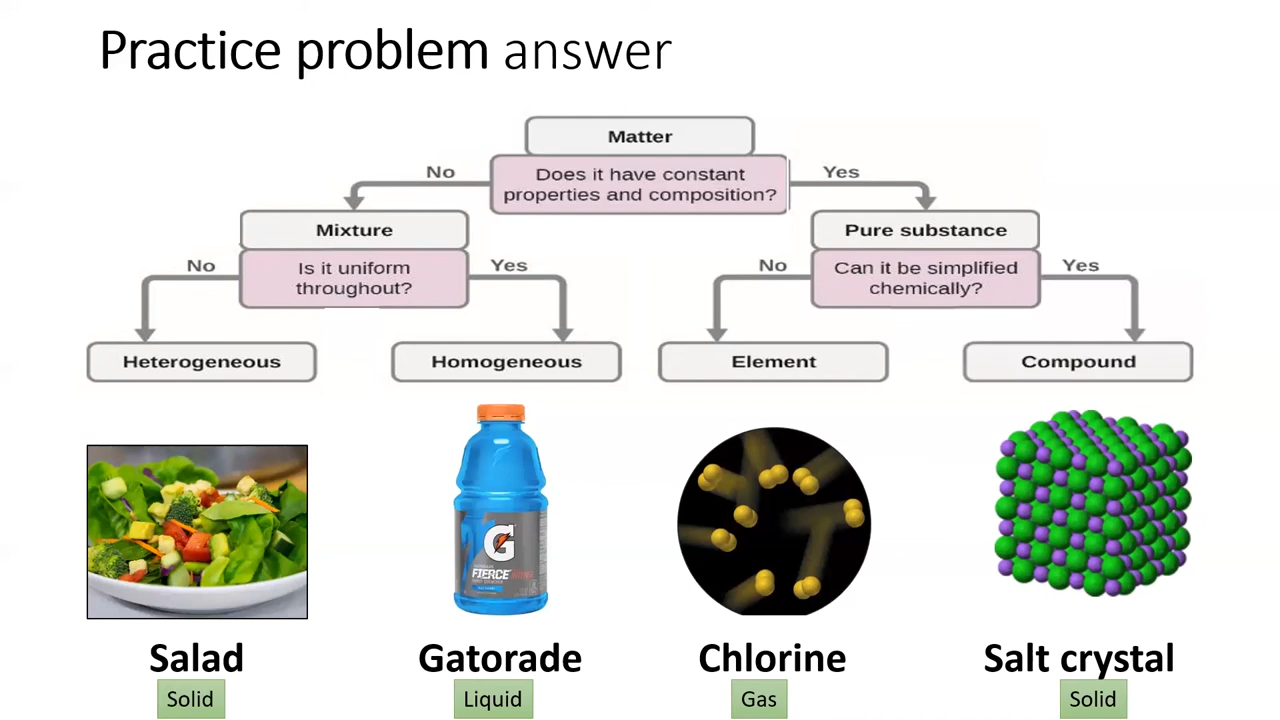 Practice problem answer
Matter
No
Does it have constant
properties and composition?
Yes
Mixture
Pure substance
No
Is it uniform
throughout?
Yes
No
Can it be simplified
chemically?
Yes
Heterogeneous
Homogeneous
Element
Compound
G
FIERCE
Salad
Gatorade
Chlorine
Salt crystal
Solid
Liquid
Gas
Solid